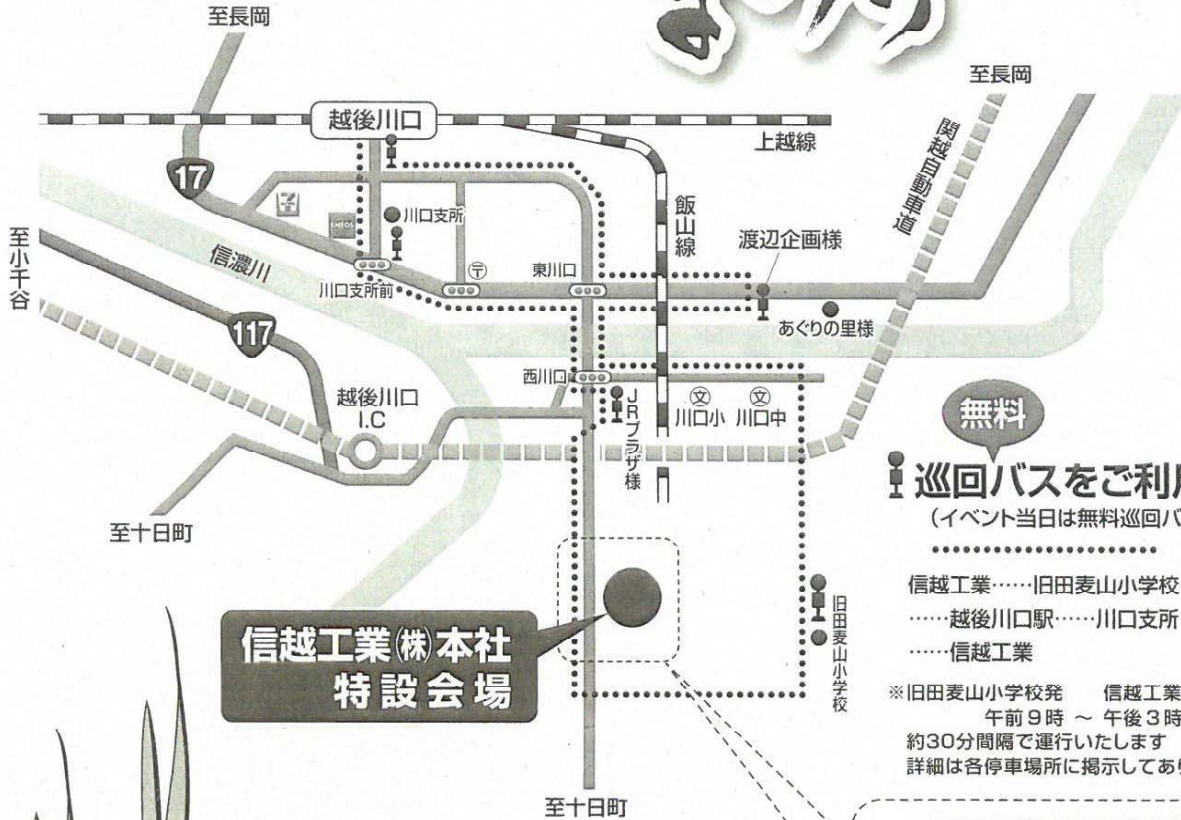 至長岡
至長岡
越後川口
上越線
関越自動車道
17
飯山線
川口支所
ENEOS
渡辺企画様
至小千谷
信濃川
東川口
川口支所前
〒
あぐりの里様
117
西川口
越後川口
I.C
JRプラザ様
文
川口小
文
川口中
無料
巡回バスをご利
(イベント当日は無料巡回バ
至十日町
信越工業……旧田麦山小学校
……越後川口駅……川口支所
……信越工業
信越工業(株)本社
特設会場
旧田麦山小学校
※旧田麦山小学校発 信越工業
午前9時 ~ 午後3時
約30分間隔で運行いたします
詳細は各停車場所に掲示してあ
至十日町